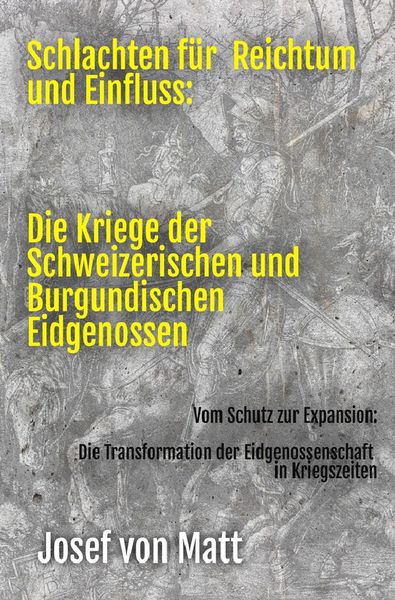 Schlachten für Reichtum
und Einfluss:
Die Kriege der
Schweizerischen und
Burgundischen
Eidgenossen
Vom Schutz zur Expansion:
Die Transformation der Eidgenossenschaft
in Kriegszeiten
Josef von Matt